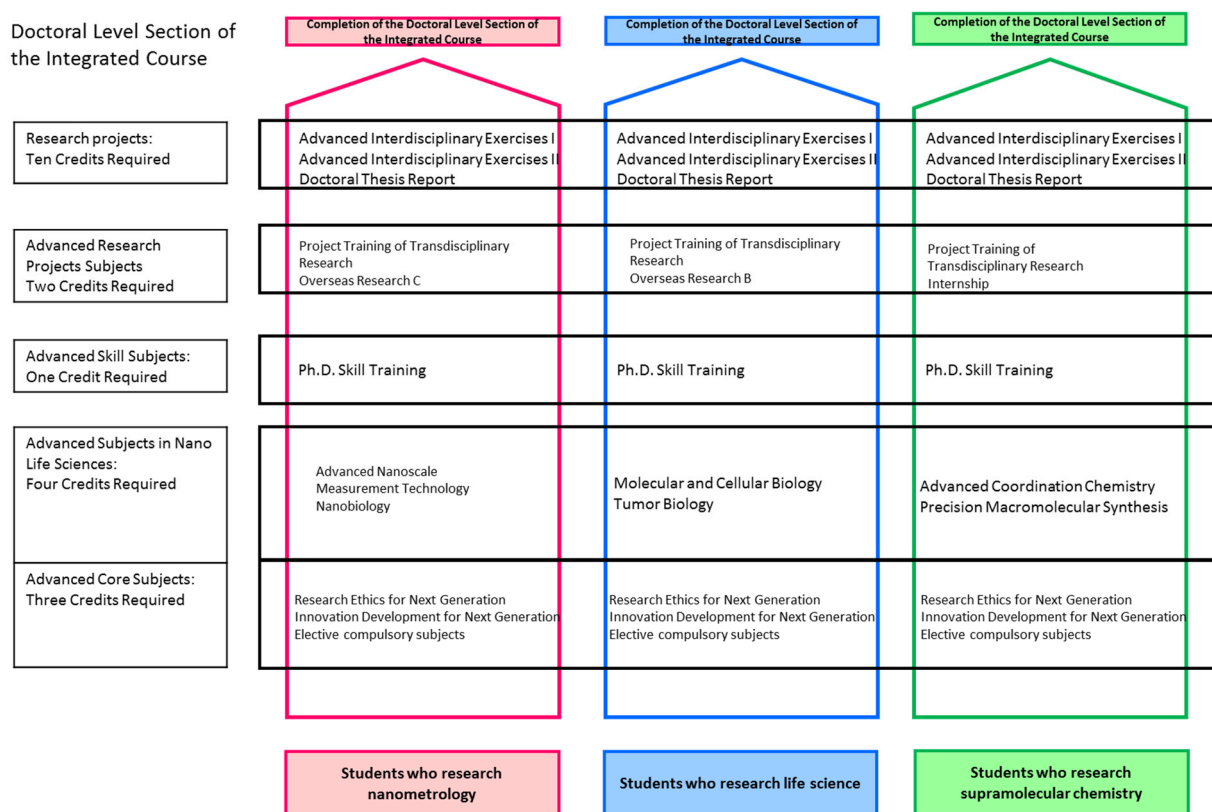 Doctoral Level Section of
the Integrated Course
Completion of the Doctoral Level Section of
the Integrated Course
Completion of the Doctoral Level Section of
the Integrated Course
Completion of the Doctoral Level Section of
the Integrated Course
Research projects:
Ten Credits Required
Advanced Interdisciplinary Exercises I
Advanced Interdisciplinary Exercises II
Doctoral Thesis Report
Advanced Interdisciplinary Exercises I
Advanced Interdisciplinary Exercises II
Doctoral Thesis Report
Advanced Interdisciplinary Exercises I
Advanced Interdisciplinary Exercises II
Doctoral Thesis Report
Advanced Research
Projects Subjects
Two Credits Required
Project Training of Transdisciplinary
Research
Overseas Research C
Project Training of Transdisciplinary
Research
Overseas Research B
Project Training of
Transdisciplinary Research
Internship
Advanced Skill Subjects:
One Credit Required
Ph.D. Skill Training
Ph.D. Skill Training
Ph.D. Skill Training
Advanced Subjects in Nano
Life Sciences:
Four Credits Required
Advanced Nanoscale
Measurement Technology
Nanobiology
Molecular and Cellular Biology
Tumor Biology
Advanced Coordination Chemistry
Precision Macromolecular Synthesis
Advanced Core Subjects:
Three Credits Required
Research Ethics for Next Generation
Innovation Development for Next Generation
Elective compulsory subjects
Research Ethics for Next Generation
Innovation Development for Next Generation
Elective compulsory subjects
Research Ethics for Next Generation
Innovation Development for Next Generation
Elective compulsory subjects
Students who research
nanometrology
Students who research life science
Students who research
supramolecular chemistry